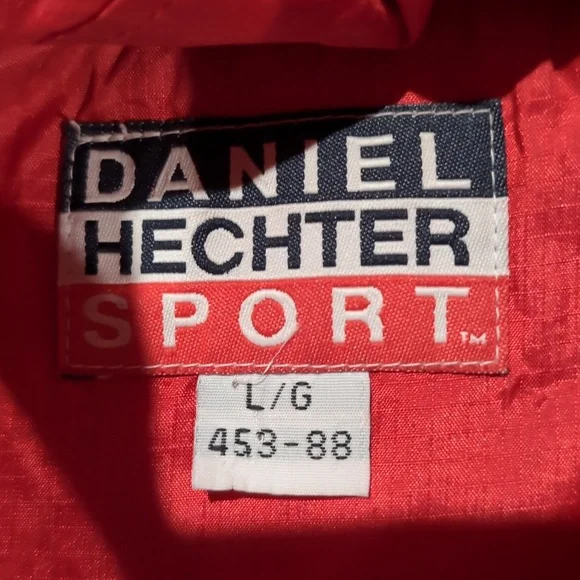 DANIEL
HECHTER
SPORT™
L/G
453-88